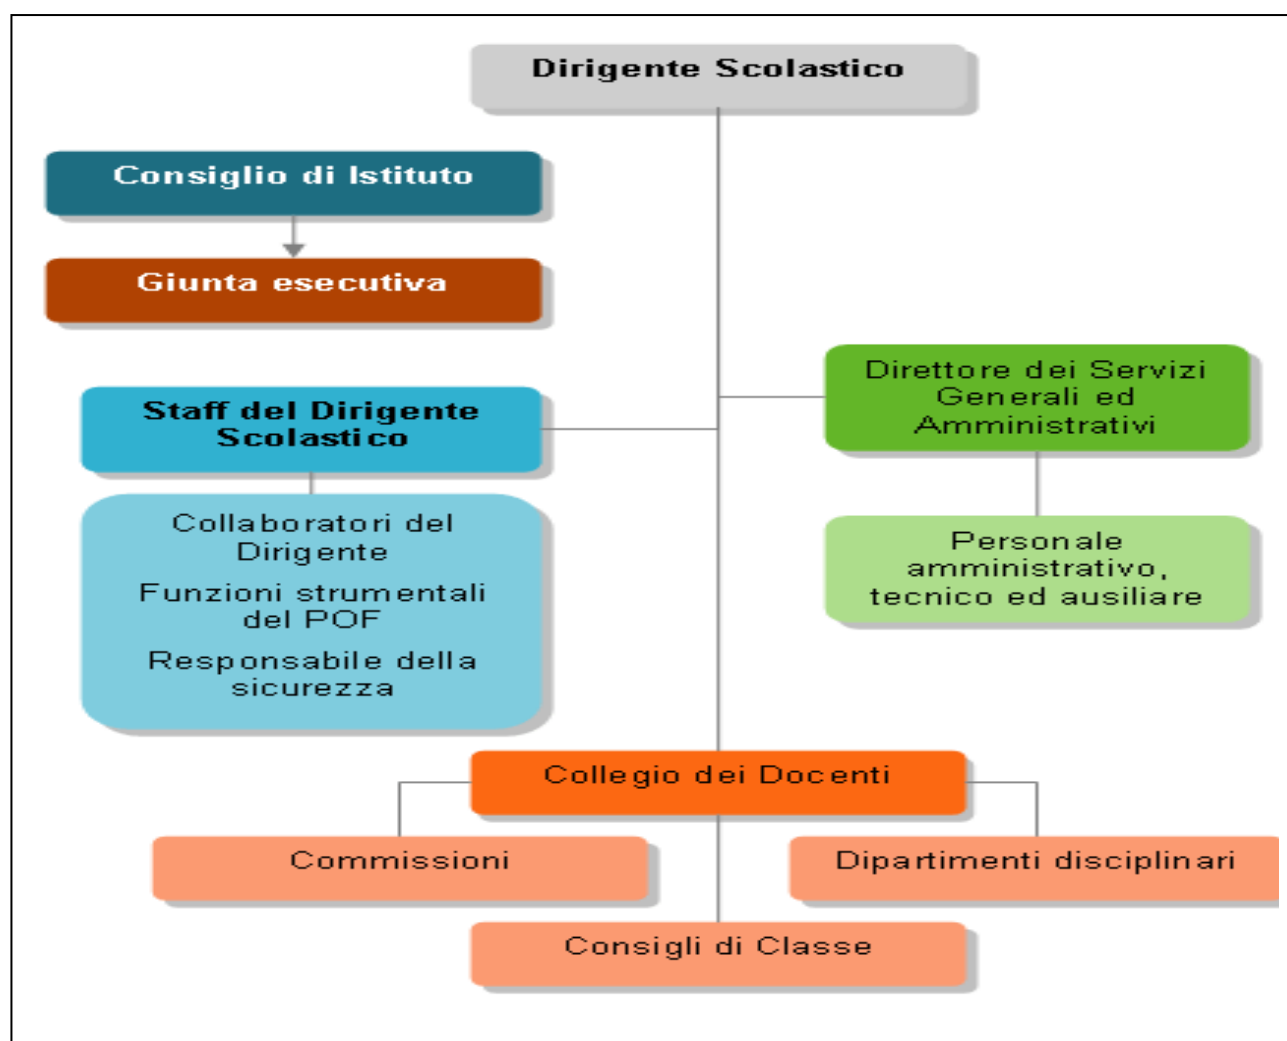 Dirigente Scolastico
Consiglio di Istituto
Giunta esecutiva
Direttore dei Servizi
Generali ed
Amministrativi
Staff del Dirigente
Scolastico
Collaboratori del
Dirigente
Funzioni strumentali
del POF
Responsabile della
sicurezza
Personale
amministrativo,
tecnico ed ausiliare
Collegio dei Docenti
Commissioni
Dipartimenti disciplinari
Consigli di Classe